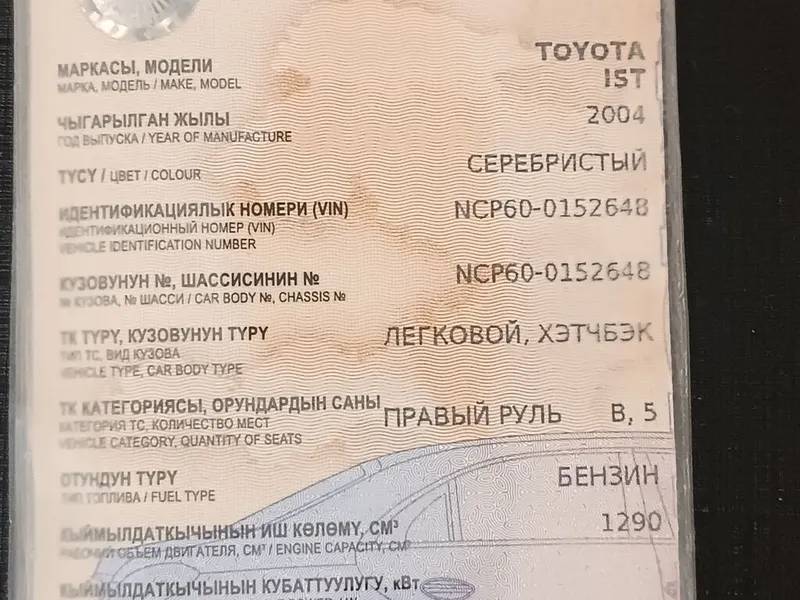 МАРКАСЫ, МОДЕЛИ
МАРКА, МОДЕЛЬ / MAKE, MODEL
TOYOTA
IST
ЧЫГАРЫЛГАН ЖЫЛЫ
ГОД ВЫПУСКА / YEAR OF MANUFACTURE
2004
ТҮСҮ / ЦВЕТ / COLOUR
СЕРЕБРИСТЫЙ
ИДЕНТИФИКАЦИЯЛЫК НОМЕРИ (VIN)
ИДЕНТИФИКАЦИОННЫЙ НОМЕР (VIN)
VEHICLE IDENTIFICATION NUMBER
NCP60-0152648
КУЗОВУНУН №, ШАССИСИНИН №
№ КУЗОВА, № ШАССИ / CAR BODY №, CHASSIS №
NCP60-0152648
ТК ТҮРҮ, КУЗОВУНУН ТҮРҮ
ТИП ТС, ВИД КУЗОВА
VEHICLE TYPE, CAR BODY TYPE
ЛЕГКОВОЙ, ХЭТЧБЭК
ТК КАТЕГОРИЯСЫ, ОРУНДАРДЫН САНЫ
КАТЕГОРИЯ ТС, КОЛИЧЕСТВО МЕСТ
VEHICLE CATEGORY, QUANTITY OF SEATS
ПРАВЫЙ РУЛЬ B, 5
ОТУНДУН ТҮРҮ
ТИП ТОПЛИВА / FUEL TYPE
БЕНЗИН
КЫЙМЫЛДАТКЫЧЫНЫН ИШ КӨЛӨМҮ, СМ³
РАБОЧИЙ ОБЪЕМ ДВИГАТЕЛЯ, СМ³ / ENGINE CAPACITY, CM³
1290
КЫЙМЫЛДАТКЫЧЫНЫН КУБАТТУУЛУГУ, кВт